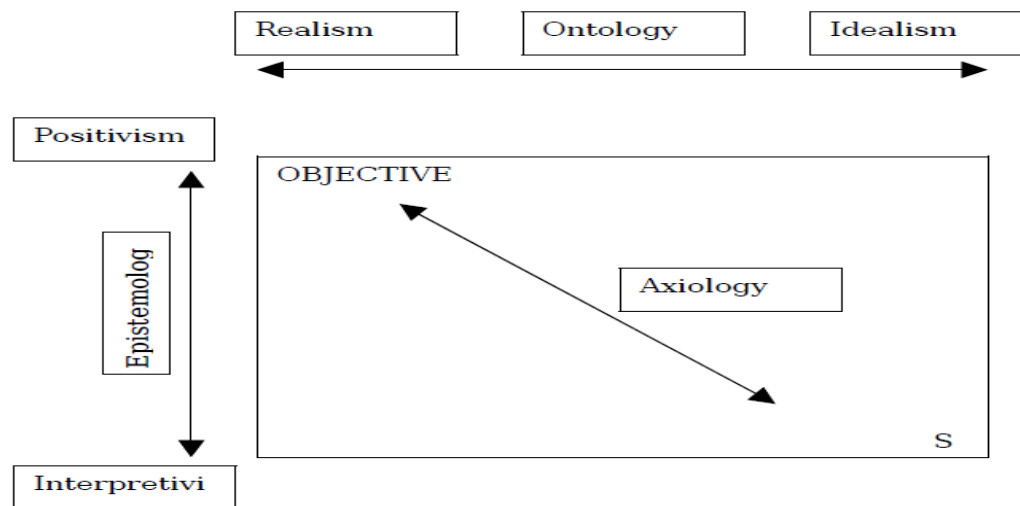 Realism
Ontology
Idealism
Positivism
OBJECTIVE
Epistemolog
Axiology
S
Interpretivi